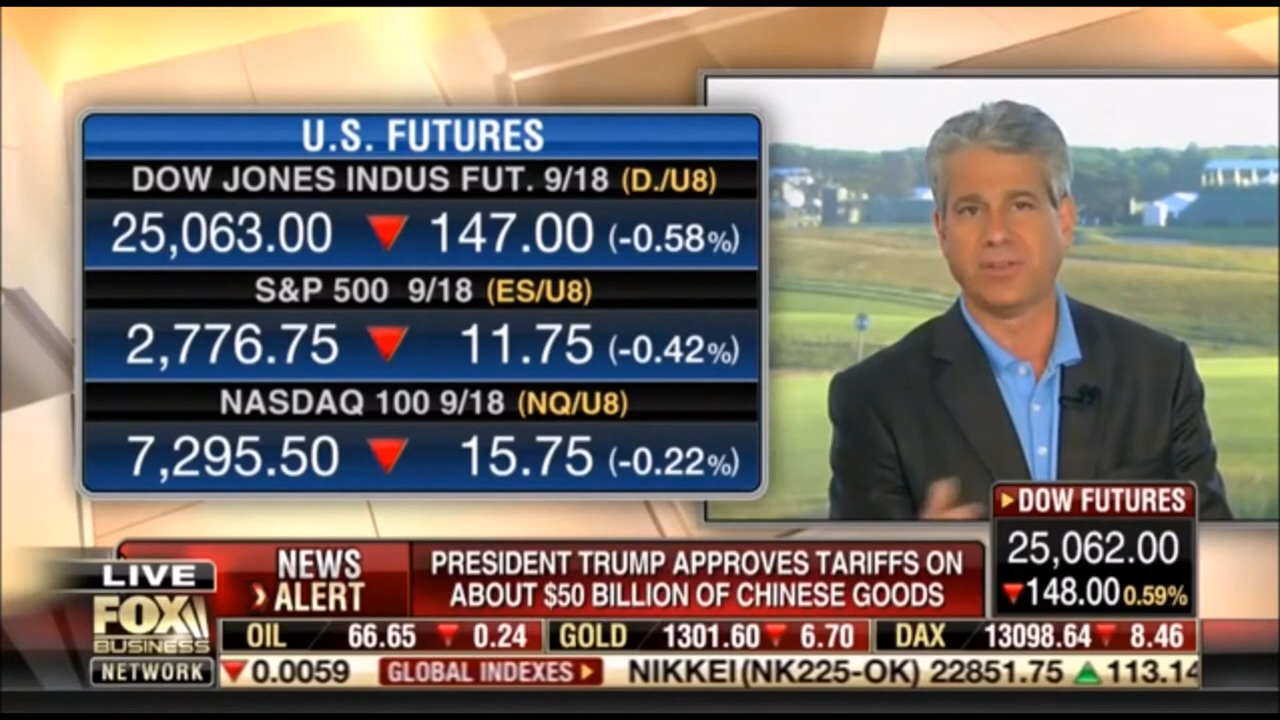 U.S. FUTURES
DOW JONES INDUS FUT. 9/18 (D./U8)
25,063.00 ▼ 147.00 (-0.58%)
S&P 500 9/18 (ES/U8)
2,776.75 ▼ 11.75 (-0.42%)
NASDAQ 100 9/18 (NQ/U8)
7,295.50 ▼ 15.75 (-0.22%)
DOW FUTURES
25,062.00
▼148.00 0.59%
NEWS ALERT
PRESIDENT TRUMP APPROVES TARIFFS ON
ABOUT $50 BILLION OF CHINESE GOODS
LIVE
FOX
BUSINESS
NETWORK
OIL 66.65 ▼ 0.24 GOLD 1301.60 ▼ 6.70 DAX 13098.64 ▼ 8.46
▼0.0059 GLOBAL INDEXES NIKKEI(NK225-OK) 22851.75 ▲113.14